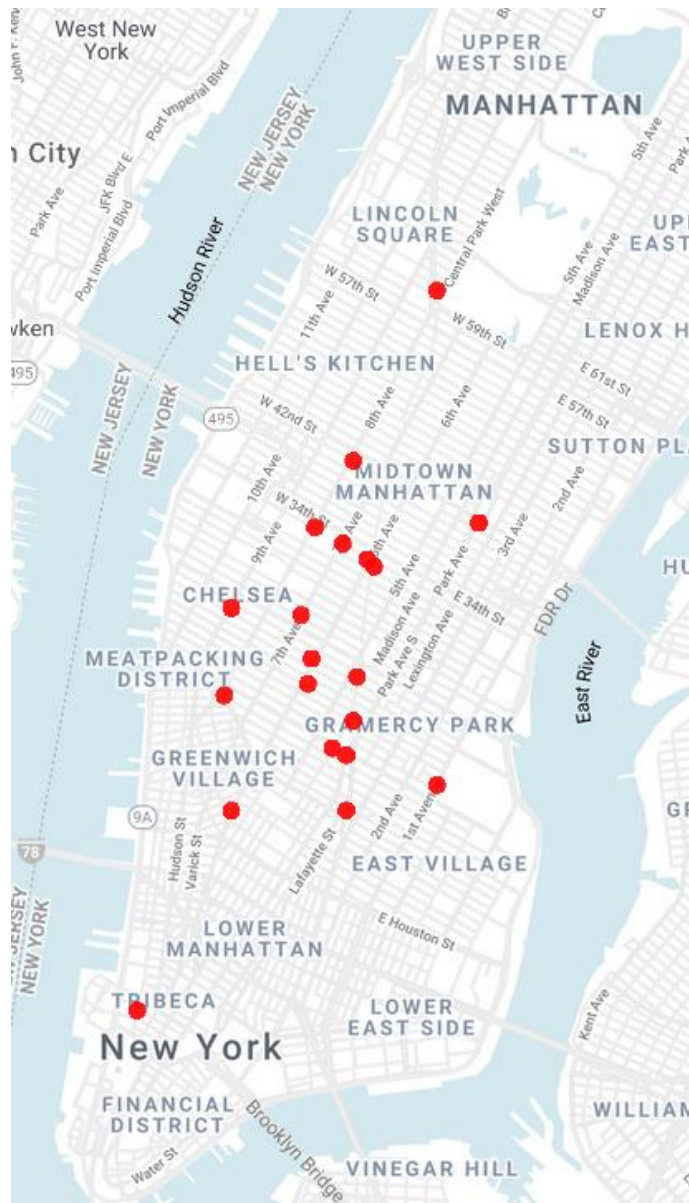 West New
York
UPPER
WEST SIDE
MANHATTAN
Port Imperial Blvd
NEW JERSEY
NEW YORK
5th Ave
City
JFK Blvd E
Park Ave
Port Imperial Blvd
Hudson River
LINCOLN
SQUARE
Central Park West
5th Ave
Madison Ave
EAST
W 57th St
11th Ave
W 59th St
LENOX
HELL'S KITCHEN
E 61st St
495
NEW JERSEY
NEW YORK
495
W 42nd St
8th Ave
6th Ave
E 57th St
SUTTON
10th Ave
MIDTOWN
MANHATTAN
2nd Ave
W 34th St
9th Ave
5th Ave
Park Ave
3rd Ave
CHELSEA
E 34th St
FDR Dr
7th Ave
Madison Ave
Park Ave S
Lexington Ave
MEATPACKING
DISTRICT
East River
GRAMERCY PARK
GREENWICH
VILLAGE
9A
Hudson St
Varick St
Lafayette St
2nd Ave
1st Avenue
78
EAST VILLAGE
NEW YORK
LOWER
MANHATTAN
E Houston St
TRIBECA
LOWER
EAST SIDE
Kent Ave
New York
FINANCIAL
DISTRICT
Brooklyn Bridge
Water St
VINEGAR HILL